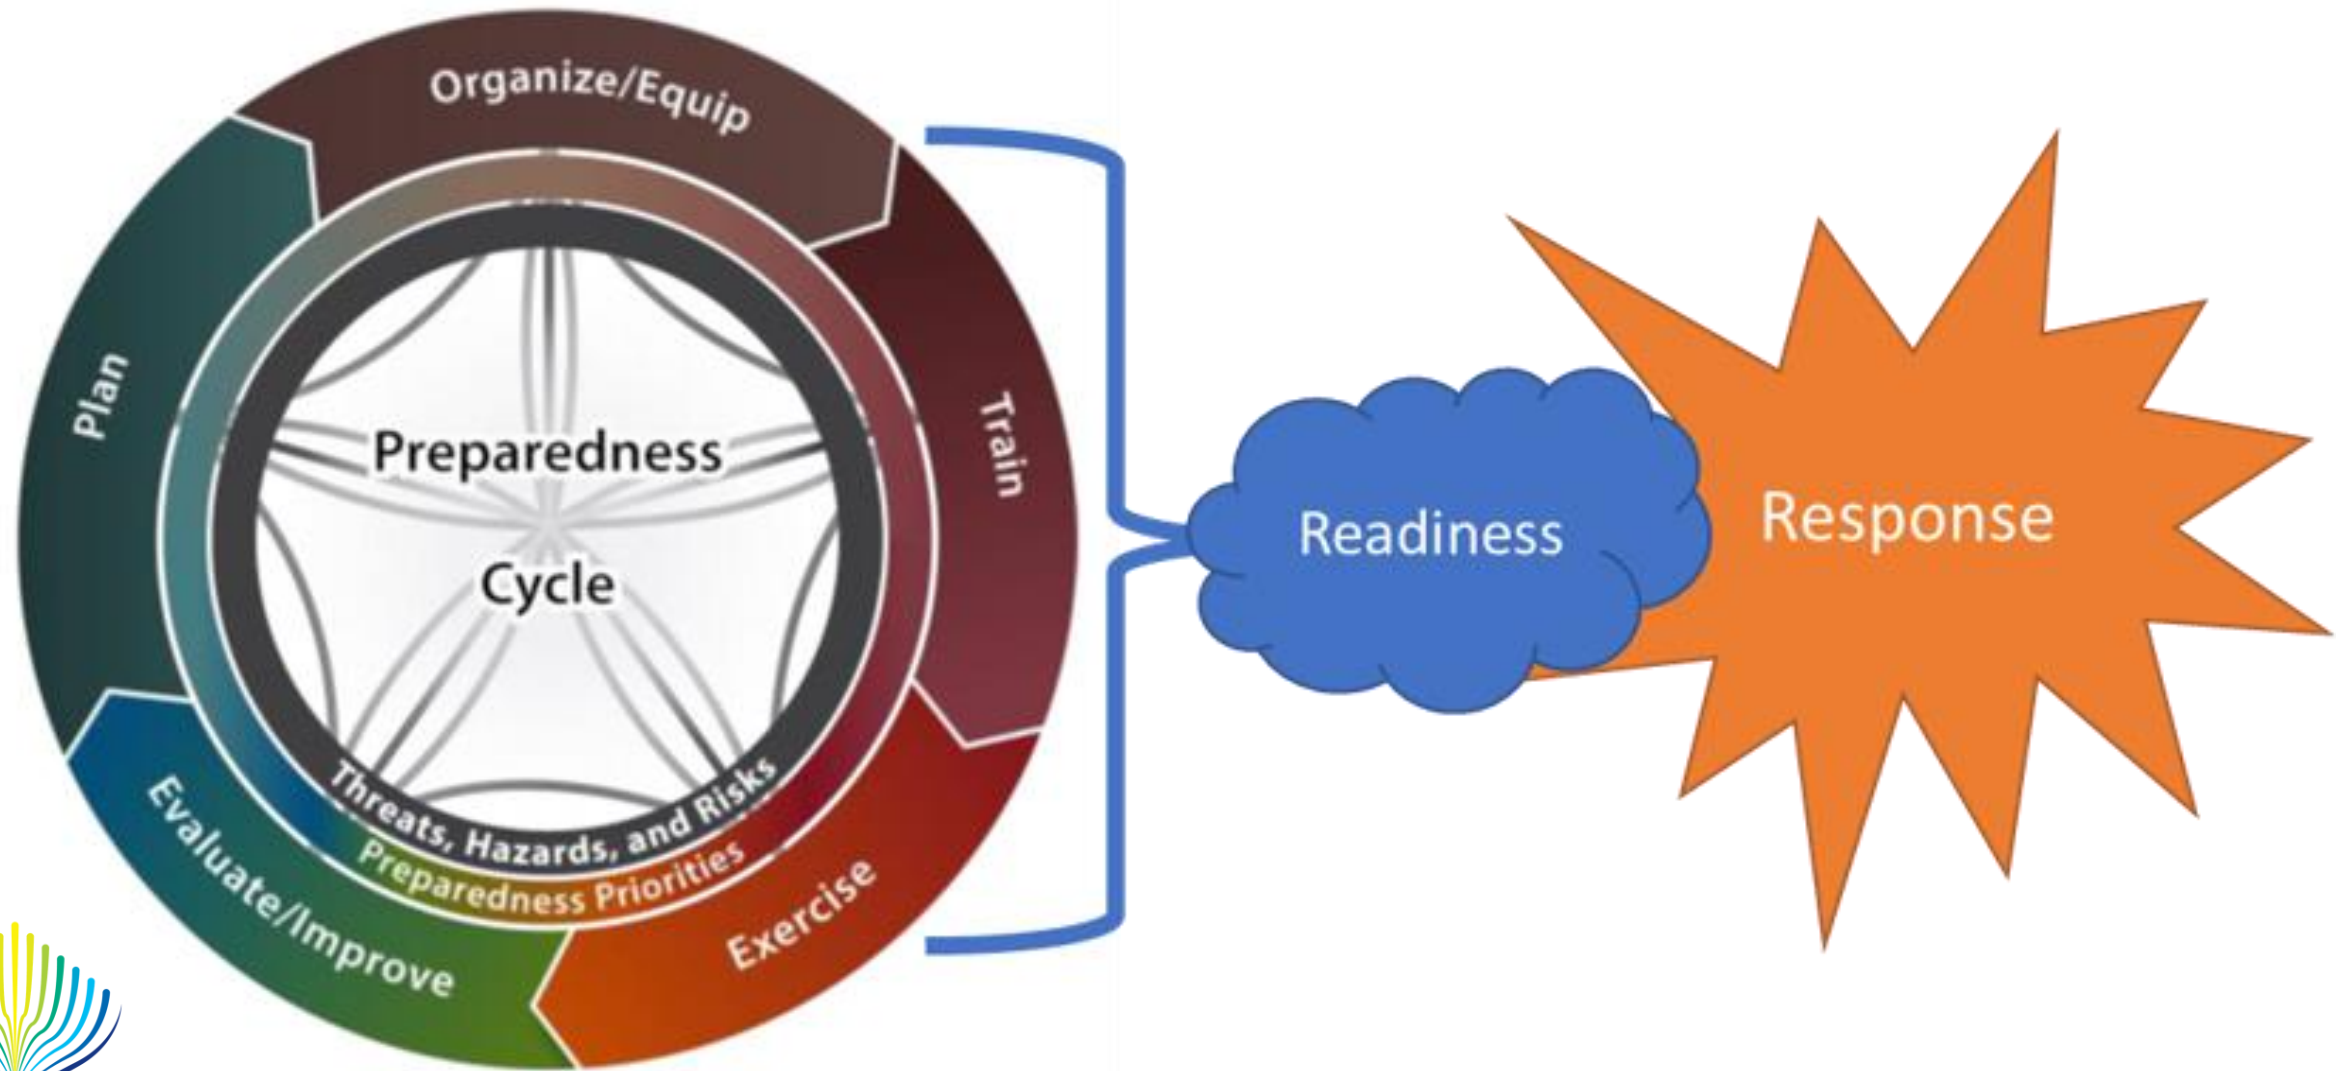 Organize/Equip
Plan
Train
Preparedness
Cycle
Threats, Hazards, and Risks
Preparedness Priorities
Evaluate/Improve
Exercise
Readiness
Response